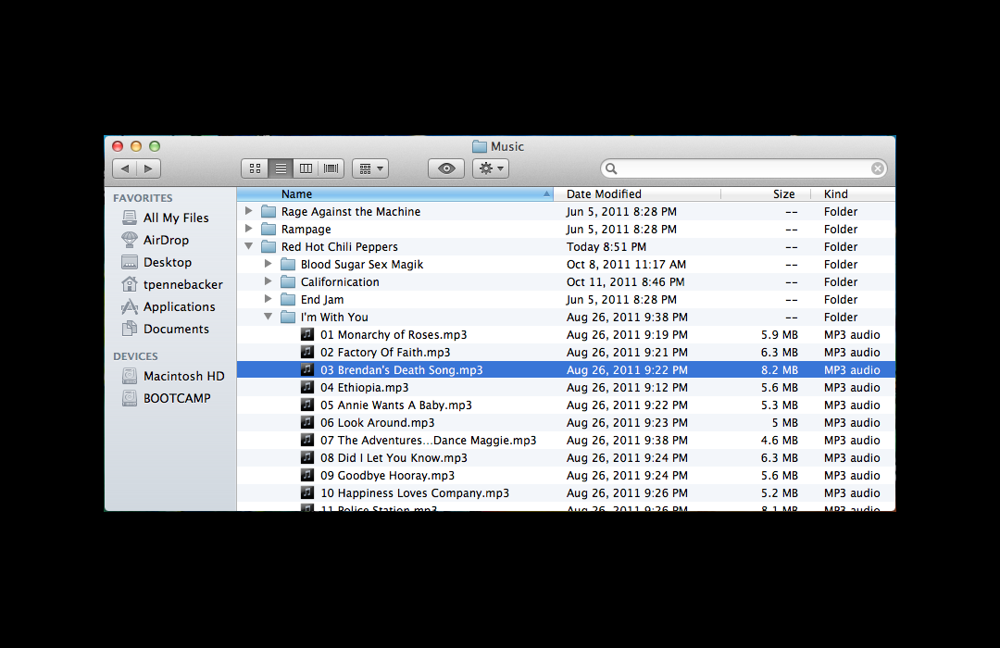 Music
FAVORITES
All My Files
AirDrop
Desktop
tpennebacker
Applications
Documents
DEVICES
Macintosh HD
BOOTCAMP
Name Date Modified Size Kind
Rage Against the Machine Jun 5, 2011 8:28 PM -- Folder
Rampage Jun 5, 2011 8:28 PM -- Folder
Red Hot Chili Peppers Today 8:51 PM -- Folder
Blood Sugar Sex Magik Oct 8, 2011 11:17 AM -- Folder
Californication Oct 11, 2011 8:46 PM -- Folder
End Jam Jun 5, 2011 8:28 PM -- Folder
I'm With You Aug 26, 2011 9:38 PM -- Folder
01 Monarchy of Roses.mp3 Aug 26, 2011 9:19 PM 5.9 MB MP3 audio
02 Factory Of Faith.mp3 Aug 26, 2011 9:21 PM 6.3 MB MP3 audio
03 Brendan's Death Song.mp3 Aug 26, 2011 9:22 PM 8.2 MB MP3 audio
04 Ethiopia.mp3 Aug 26, 2011 9:12 PM 5.6 MB MP3 audio
05 Annie Wants A Baby.mp3 Aug 26, 2011 9:22 PM 5.3 MB MP3 audio
06 Look Around.mp3 Aug 26, 2011 9:23 PM 5 MB MP3 audio
07 The Adventures...Dance Maggie.mp3 Aug 26, 2011 9:38 PM 4.6 MB MP3 audio
08 Did I Let You Know.mp3 Aug 26, 2011 9:24 PM 6.3 MB MP3 audio
09 Goodbye Hooray.mp3 Aug 26, 2011 9:24 PM 5.6 MB MP3 audio
10 Happiness Loves Company.mp3 Aug 26, 2011 9:26 PM 5.2 MB MP3 audio
11 Police Station.mp3 Aug 26, 2011 9:26 PM 8.1 MB MP3 audio